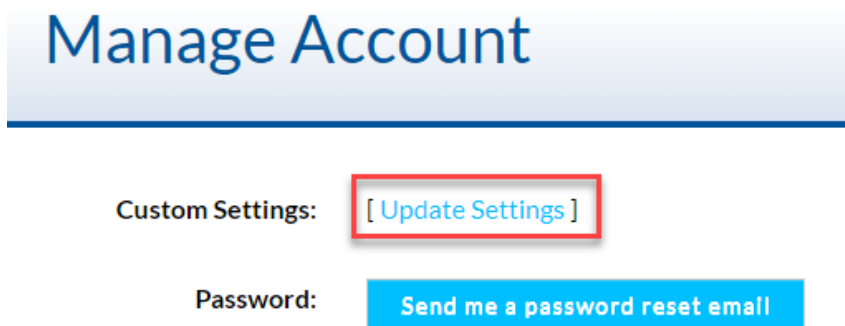 Manage Account
Custom Settings: [ Update Settings ]
Password: Send me a password reset email